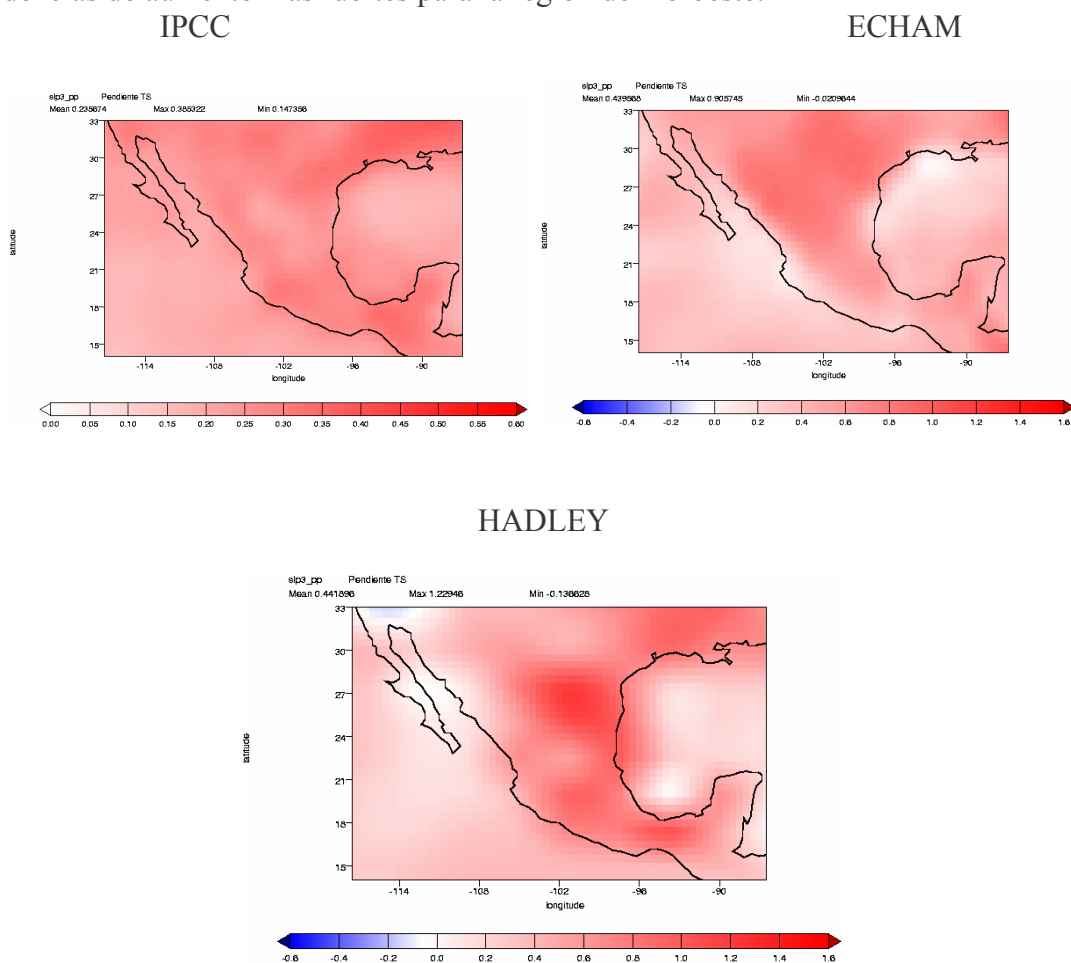 IPCC
ECHAM
slp3_pp Pendiente TS
Mean 0.235674 Max 0.385322 Min 0.147356
33
30
27
24
21
18
15
latitude
-114 -108 -102 -96 -90
longitude
0.00 0.05 0.10 0.15 0.20 0.25 0.30 0.35 0.40 0.45 0.50 0.55 0.60
slp3_pp Pendiente TS
Mean 0.439568 Max 0.905745 Min -0.0209644
33
30
27
24
21
18
15
latitude
-114 -108 -102 -96 -90
longitude
-0.6 -0.4 -0.2 0.0 0.2 0.4 0.6 0.8 1.0 1.2 1.4 1.6
HADLEY
slp3_pp Pendiente TS
Mean 0.441896 Max 1.22946 Min -0.136628
33
30
27
24
21
18
15
latitude
-114 -108 -102 -96 -90
longitude
-0.6 -0.4 -0.2 0.0 0.2 0.4 0.6 0.8 1.0 1.2 1.4 1.6